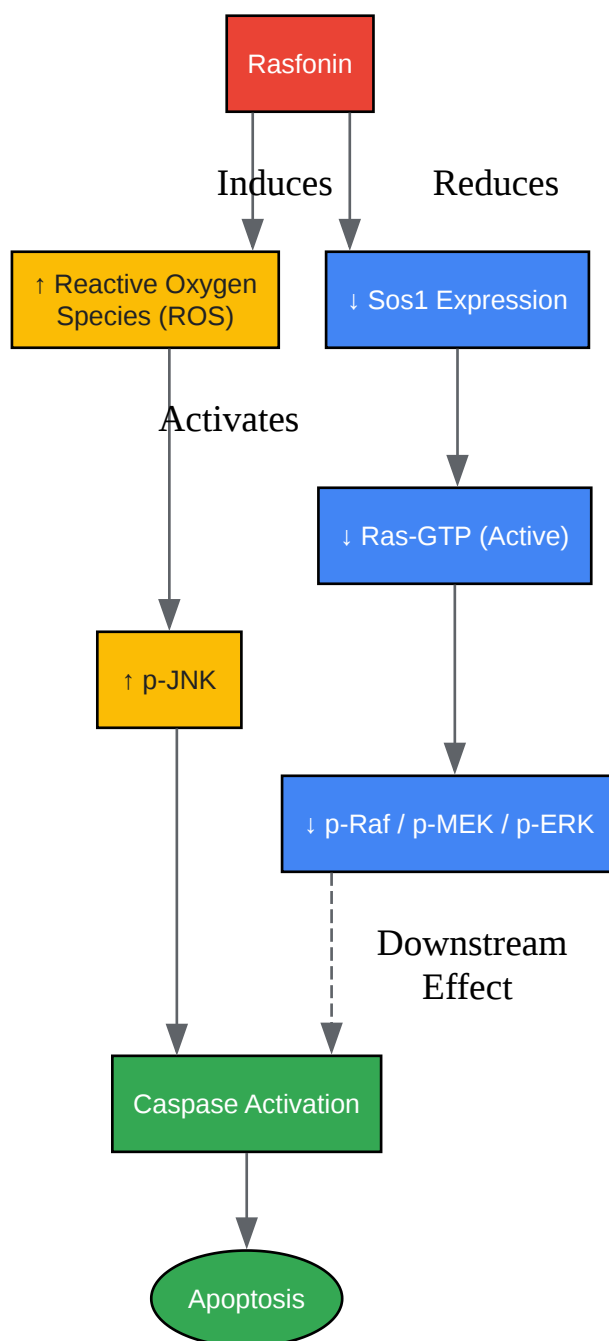 Rasfonin
Induces
Reduces
↑ Reactive Oxygen
Species (ROS)
↓ Sos1 Expression
Activates
↓ Ras-GTP (Active)
↑ p-JNK
↓ p-Raf / p-MEK / p-ERK
Downstream
Effect
Caspase Activation
Apoptosis